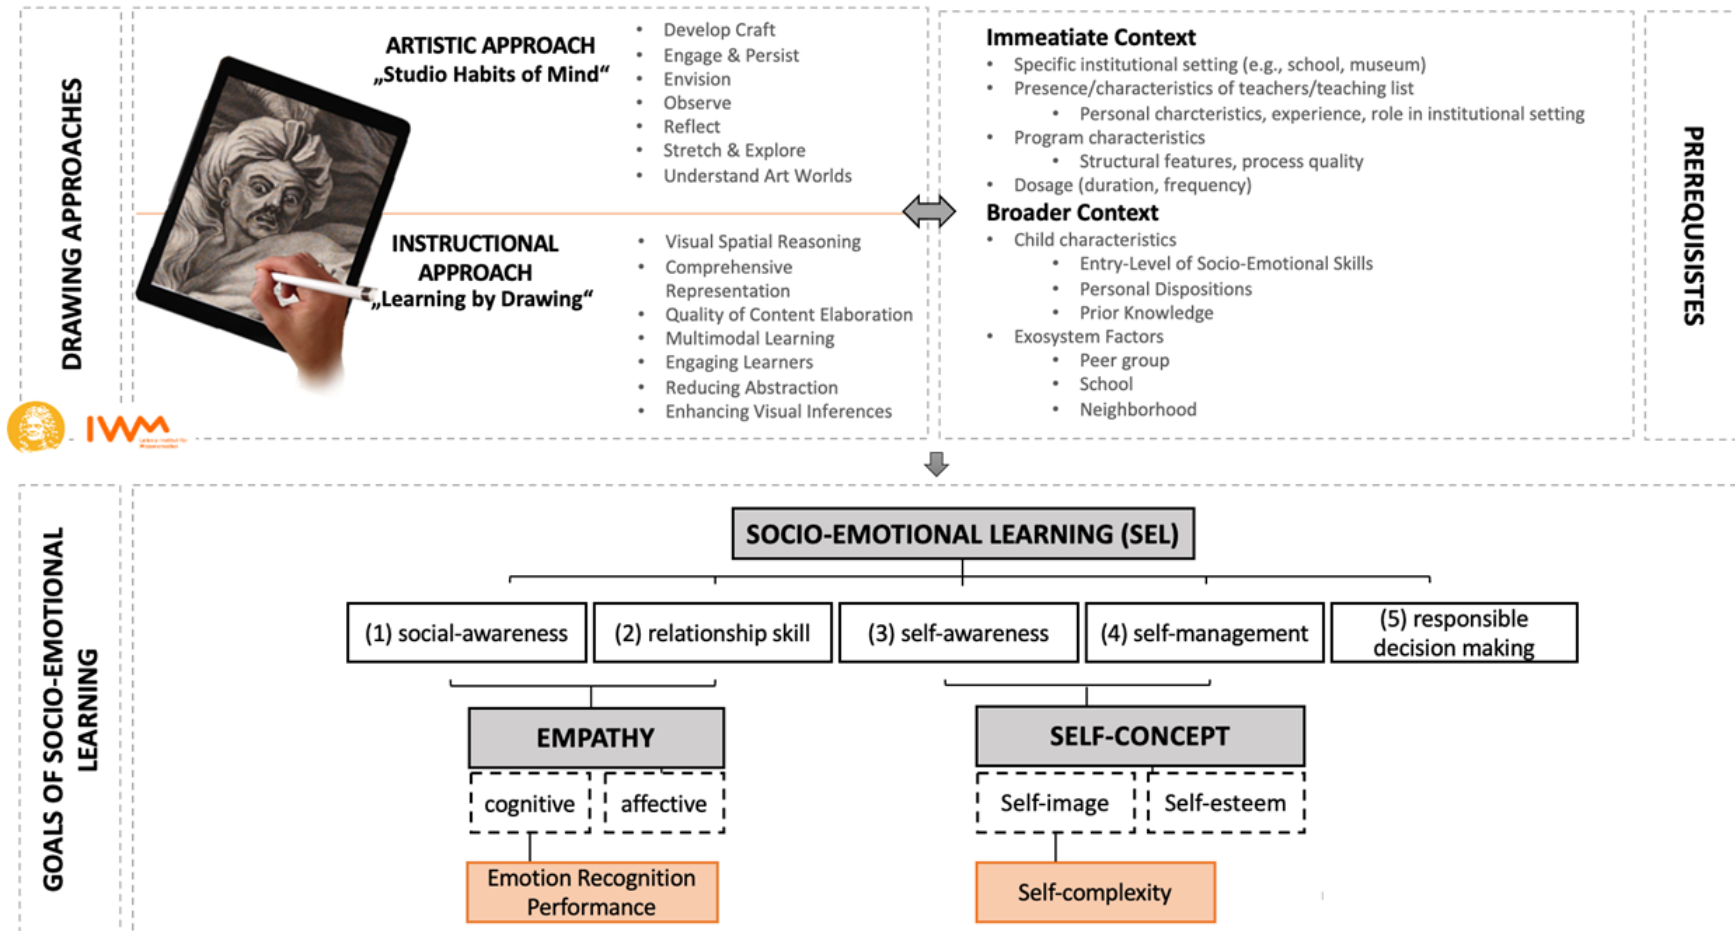 DRAWING APPROACHES
ARTISTIC APPROACH
„Studio Habits of Mind“
• Develop Craft
• Engage & Persist
• Envision
• Observe
• Reflect
• Stretch & Explore
• Understand Art Worlds
INSTRUCTIONAL
APPROACH
„Learning by Drawing“
• Visual Spatial Reasoning
• Comprehensive
Representation
• Quality of Content Elaboration
• Multimodal Learning
• Engaging Learners
• Reducing Abstraction
• Enhancing Visual Inferences
IWM
Immeatiate Context
• Specific institutional setting (e.g., school, museum)
• Presence/characteristics of teachers/teaching list
• Personal charcteristics, experience, role in institutional setting
• Program characteristics
• Structural features, process quality
• Dosage (duration, frequency)
Broader Context
• Child characteristics
• Entry-Level of Socio-Emotional Skills
• Personal Dispositions
• Prior Knowledge
• Exosystem Factors
• Peer group
• School
• Neighborhood
PREREQUSISTES
GOALS OF SOCIO-EMOTIONAL
LEARNING
SOCIO-EMOTIONAL LEARNING (SEL)
(1) social-awareness
(2) relationship skill
(3) self-awareness
(4) self-management
(5) responsible
decision making
EMPATHY
SELF-CONCEPT
cognitive
affective
Self-image
Self-esteem
Emotion Recognition
Performance
Self-complexity